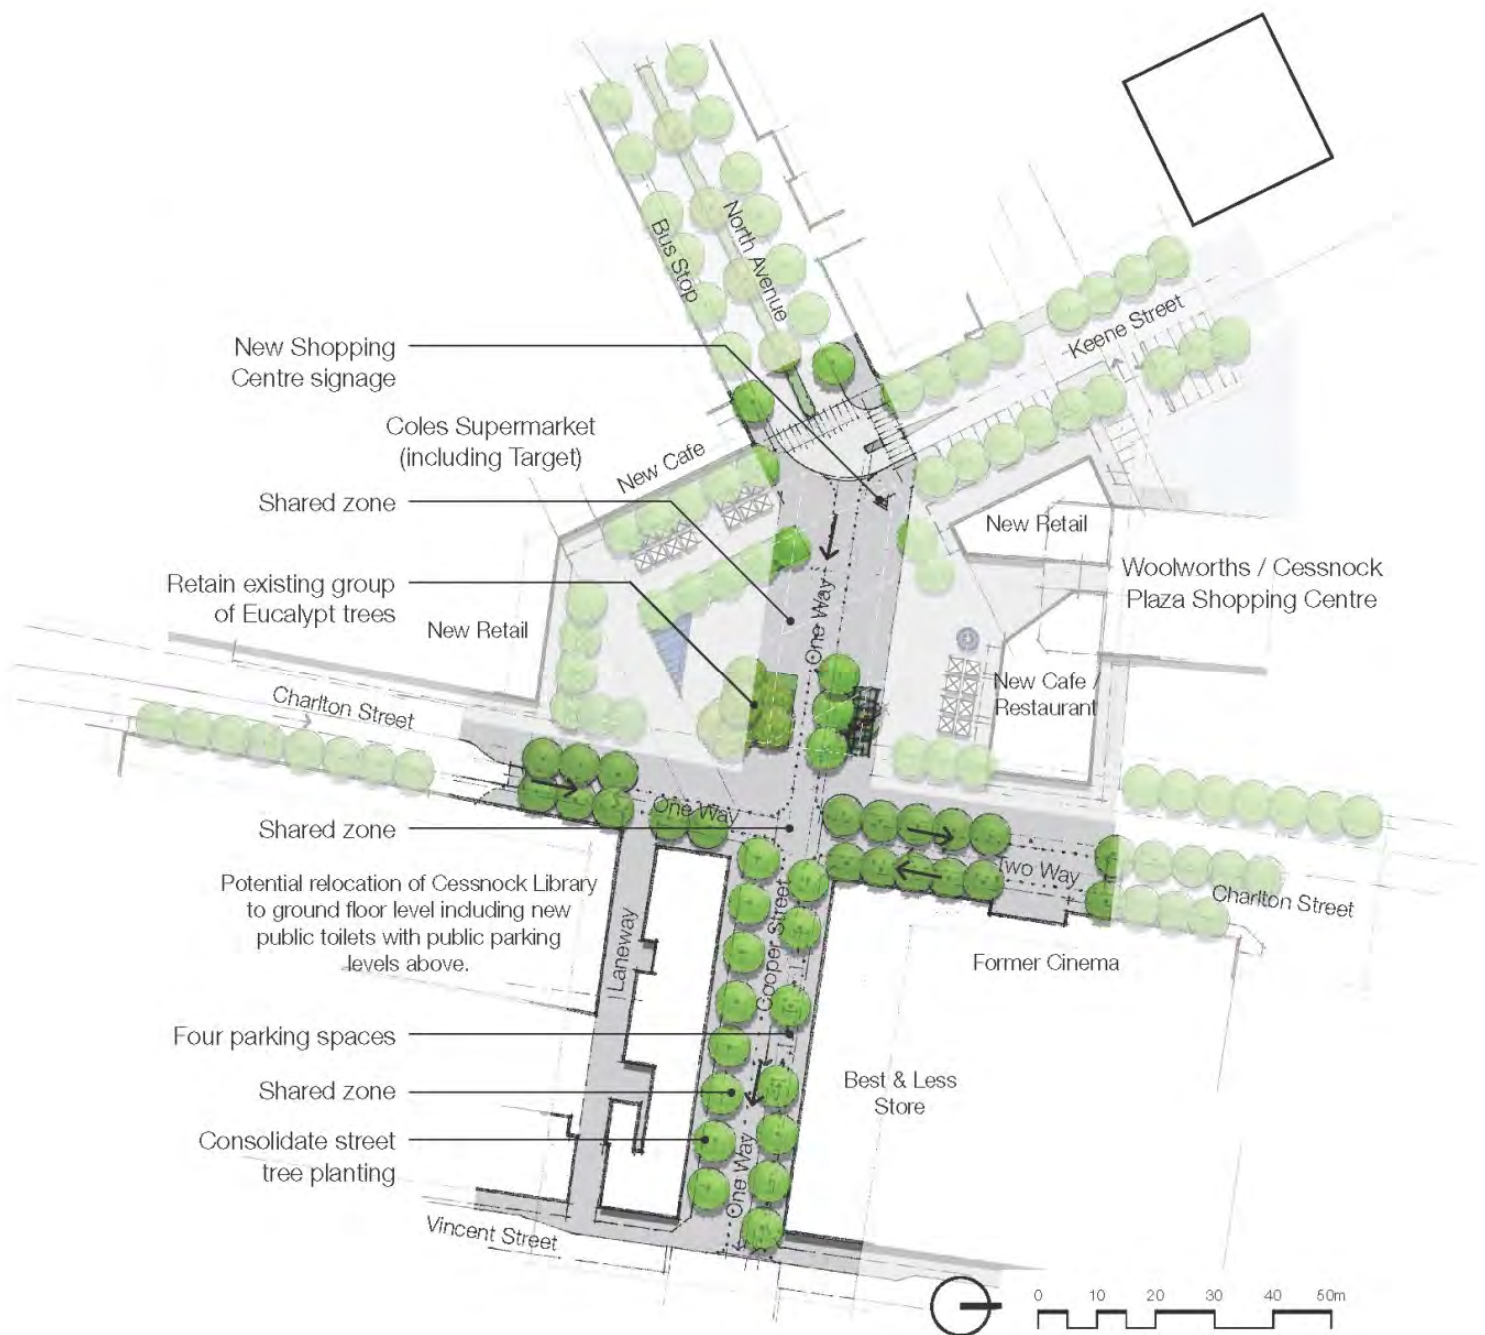 North Avenue
Bus Stop
Keene Street
New Shopping
Centre signage
Coles Supermarket
(including Target)
New Cafe
Shared zone
New Retail
Woolworths / Cessnock
Plaza Shopping Centre
Retain existing group
of Eucalypt trees
One Way
New Retail
New Cafe /
Restaurant
Charlton Street
One Way
Shared zone
Two Way
Charlton Street
Potential relocation of Cessnock Library
to ground floor level including new
public toilets with public parking
levels above.
Laneway
Cooper Street
Former Cinema
Four parking spaces
Shared zone
Best & Less
Store
Consolidate street
tree planting
One Way
Vincent Street
0 10 20 30 40 50m